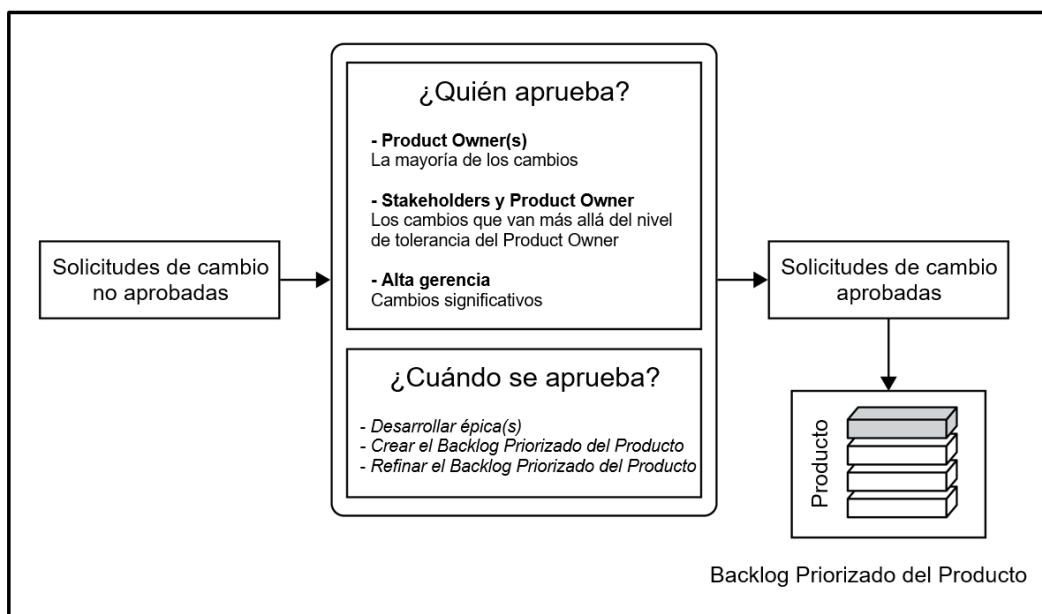 Solicitudes de cambio
no aprobadas
¿Quién aprueba?
- Product Owner(s)
La mayoría de los cambios
- Stakeholders y Product Owner
Los cambios que van más allá del nivel
de tolerancia del Product Owner
- Alta gerencia
Cambios significativos
¿Cuándo se aprueba?
- Desarrollar épica(s)
- Crear el Backlog Priorizado del Producto
- Refinar el Backlog Priorizado del Producto
Solicitudes de cambio
aprobadas
Producto
Backlog Priorizado del Producto